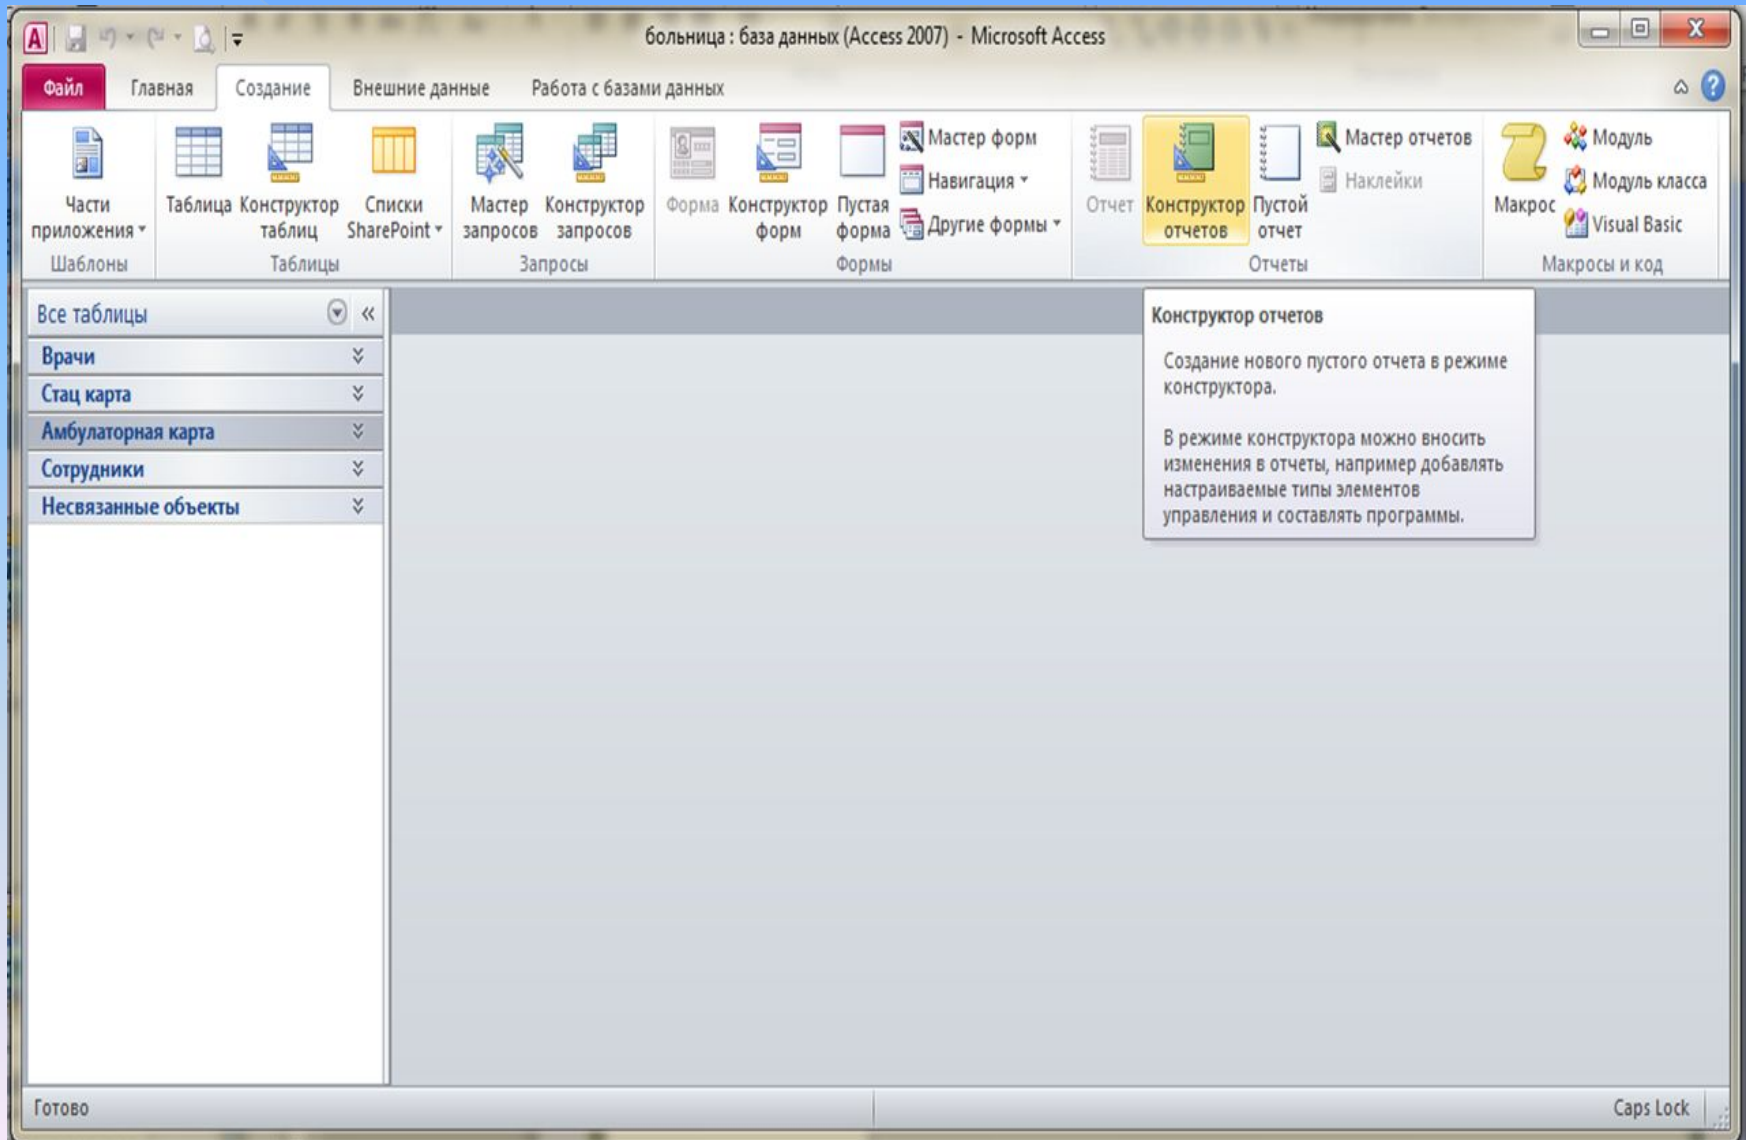 больница : база данных (Access 2007) - Microsoft Access
Файл Главная Создание Внешние данные Работа с базами данных
Части приложения
Таблица
Конструктор таблиц
Списки SharePoint
Мастер запросов
Конструктор запросов
Форма
Конструктор форм
Пустая форма
Мастер форм
Навигация
Другие формы
Отчет
Конструктор отчетов
Пустой отчет
Мастер отчетов
Наклейки
Макрос
Модуль
Модуль класса
Visual Basic
Шаблоны Таблицы Запросы Формы Отчеты Макросы и код
Все таблицы
Врачи
Стац карта
Амбулаторная карта
Сотрудники
Несвязанные объекты
Конструктор отчетов
Создание нового пустого отчета в режиме
конструктора.
В режиме конструктора можно вносить
изменения в отчеты, например добавлять
настраиваемые типы элементов
управления и составлять программы.
Готово
Caps Lock